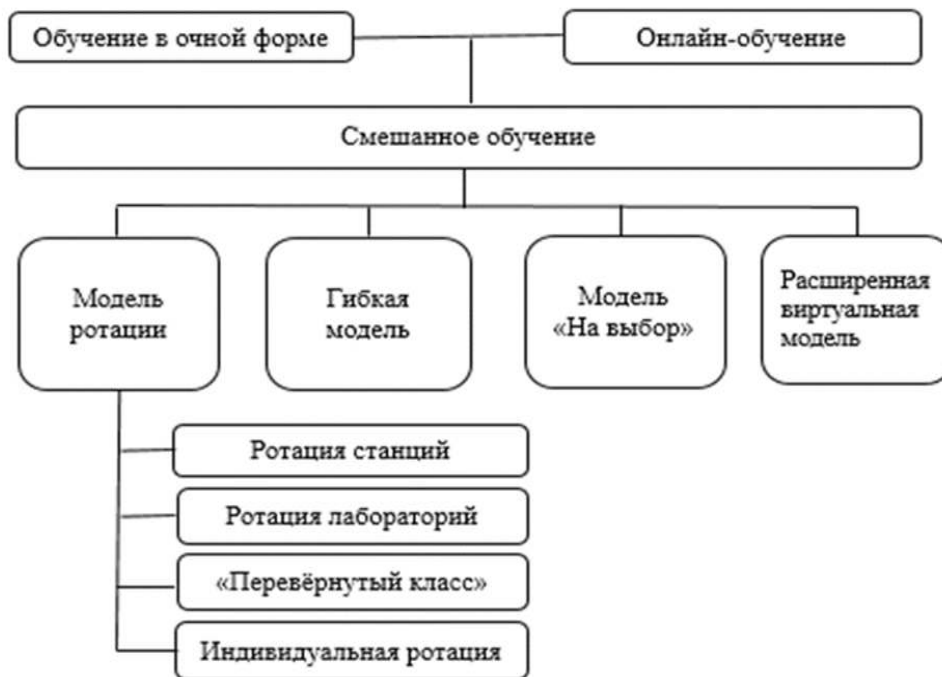 Обучение в очной форме
Онлайн-обучение
Смешанное обучение
Модель
ротации
Гибкая
модель
Модель
«На выбор»
Расширенная
виртуальная
модель
Ротация станций
Ротация лабораторий
«Перевёрнутый класс»
Индивидуальная ротация